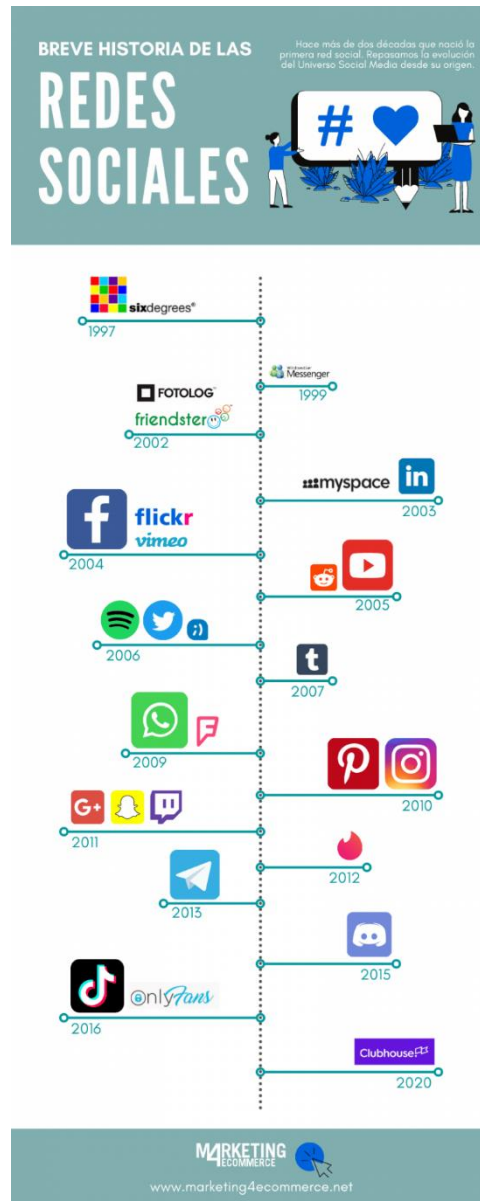 BREVE HISTORIA DE LAS
REDES
SOCIALES
Hace más de dos décadas que nació la
primera red social. Repasamos la evolución
del Universo Social Media desde su origen.
#
sixdegrees®
1997
Messenger
1999
FOTOLOG™
friendster
2002
myspace
in
2003
f
flickr
vimeo
2004
2005
;)
2006
t
2007
2009
2010
G+
2011
2012
2013
2015
OnlyFans
2016
Clubhouse
2020
M4RKETING
ECOMMERCE
www.marketing4ecommerce.net